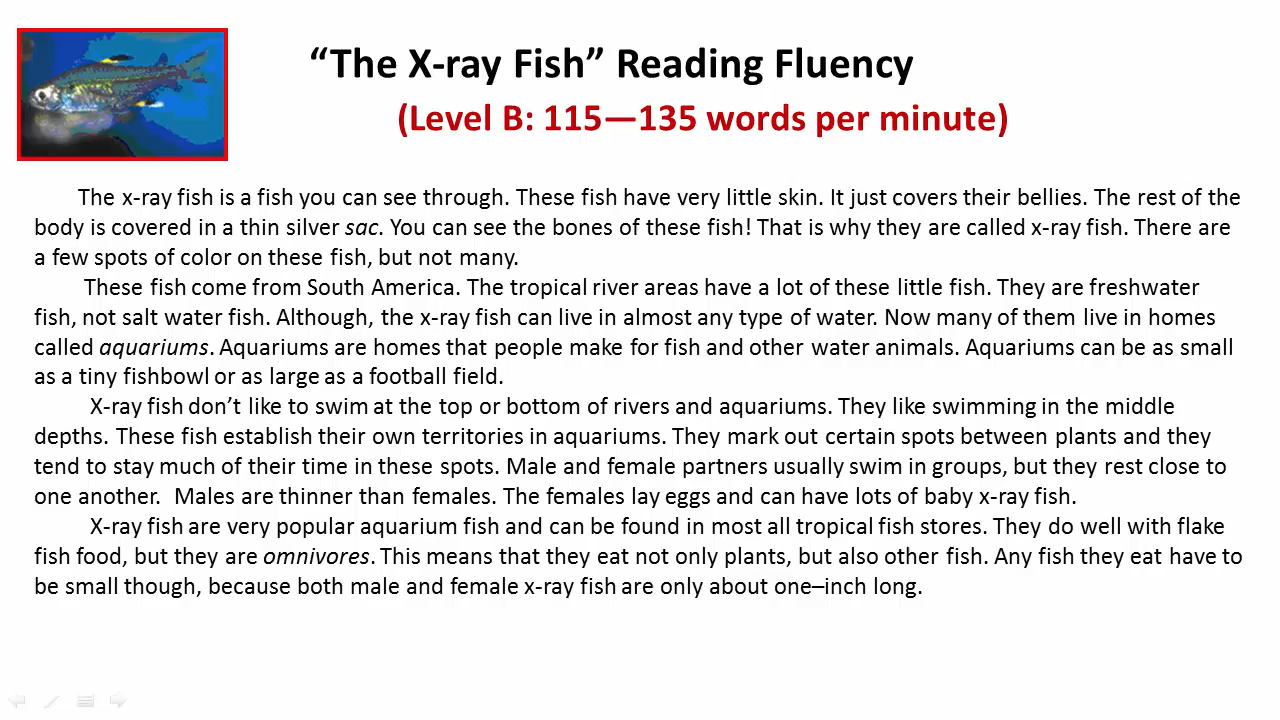 “The X-ray Fish” Reading Fluency
(Level B: 115—135 words per minute)
The x-ray fish is a fish you can see through. These fish have very little skin. It just covers their bellies. The rest of the
body is covered in a thin silver sac. You can see the bones of these fish! That is why they are called x-ray fish. There are
a few spots of color on these fish, but not many.
These fish come from South America. The tropical river areas have a lot of these little fish. They are freshwater
fish, not salt water fish. Although, the x-ray fish can live in almost any type of water. Now many of them live in homes
called aquariums. Aquariums are homes that people make for fish and other water animals. Aquariums can be as small
as a tiny fishbowl or as large as a football field.
X-ray fish don’t like to swim at the top or bottom of rivers and aquariums. They like swimming in the middle
depths. These fish establish their own territories in aquariums. They mark out certain spots between plants and they
tend to stay much of their time in these spots. Male and female partners usually swim in groups, but they rest close to
one another.  Males are thinner than females. The females lay eggs and can have lots of baby x-ray fish.
X-ray fish are very popular aquarium fish and can be found in most all tropical fish stores. They do well with flake
fish food, but they are omnivores. This means that they eat not only plants, but also other fish. Any fish they eat have to
be small though, because both male and female x-ray fish are only about one–inch long.